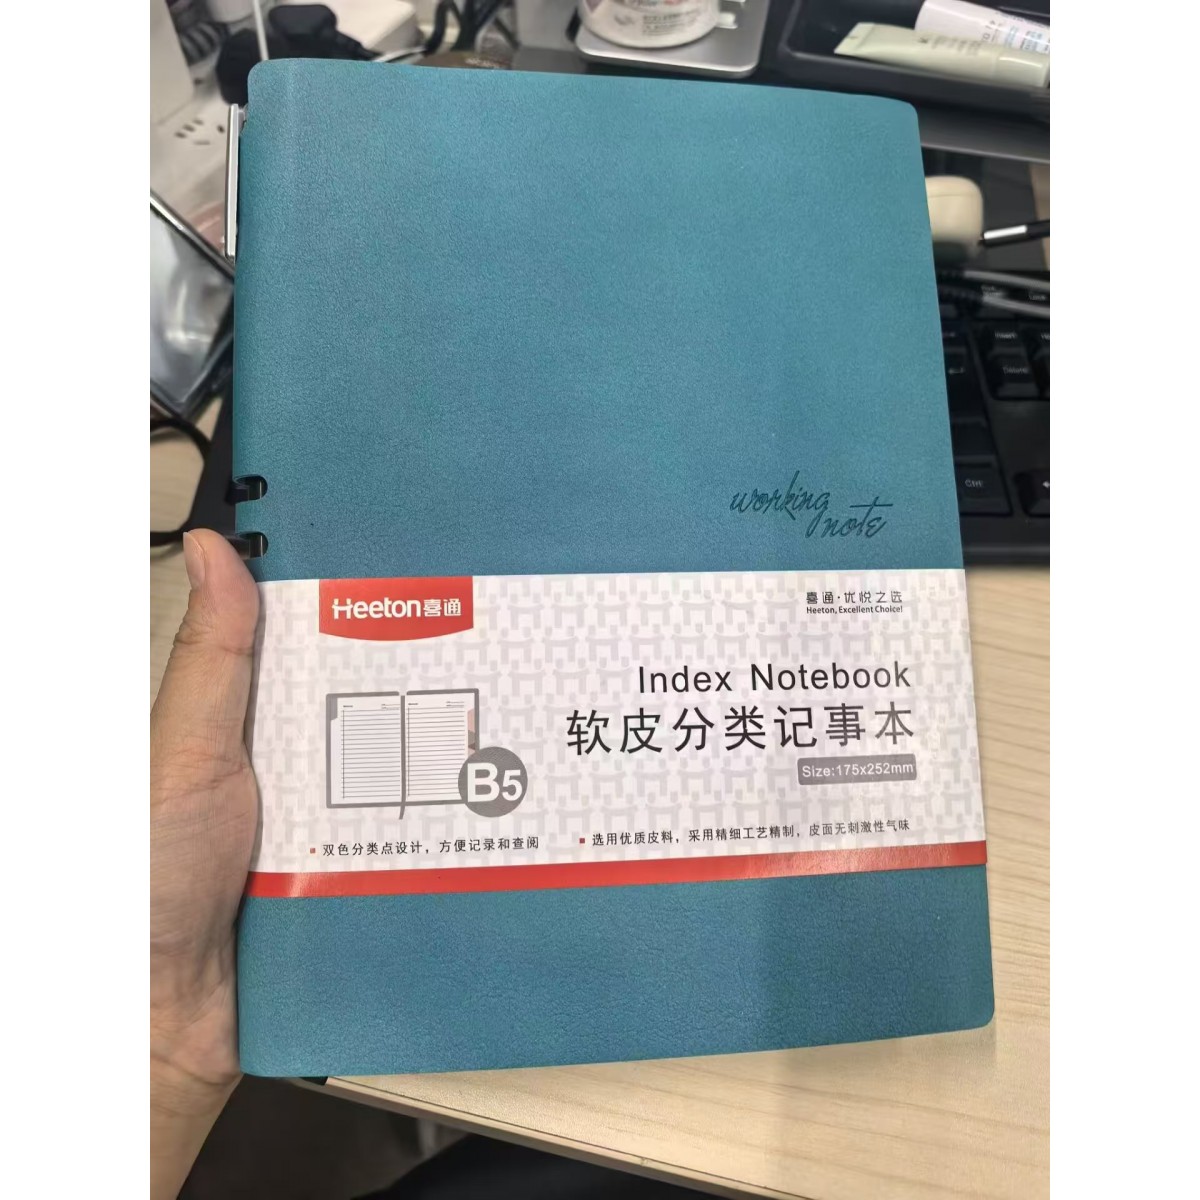 working
note
Heeton喜通
喜通·优悦之选
Heeton, Excellent Choice!
Index Notebook
软皮分类记事本
Size:175x252mm
B5
双色分类点设计，方便记录和查阅
选用优质皮料，采用精细工艺精制，皮面无刺激性气味
Ctrl